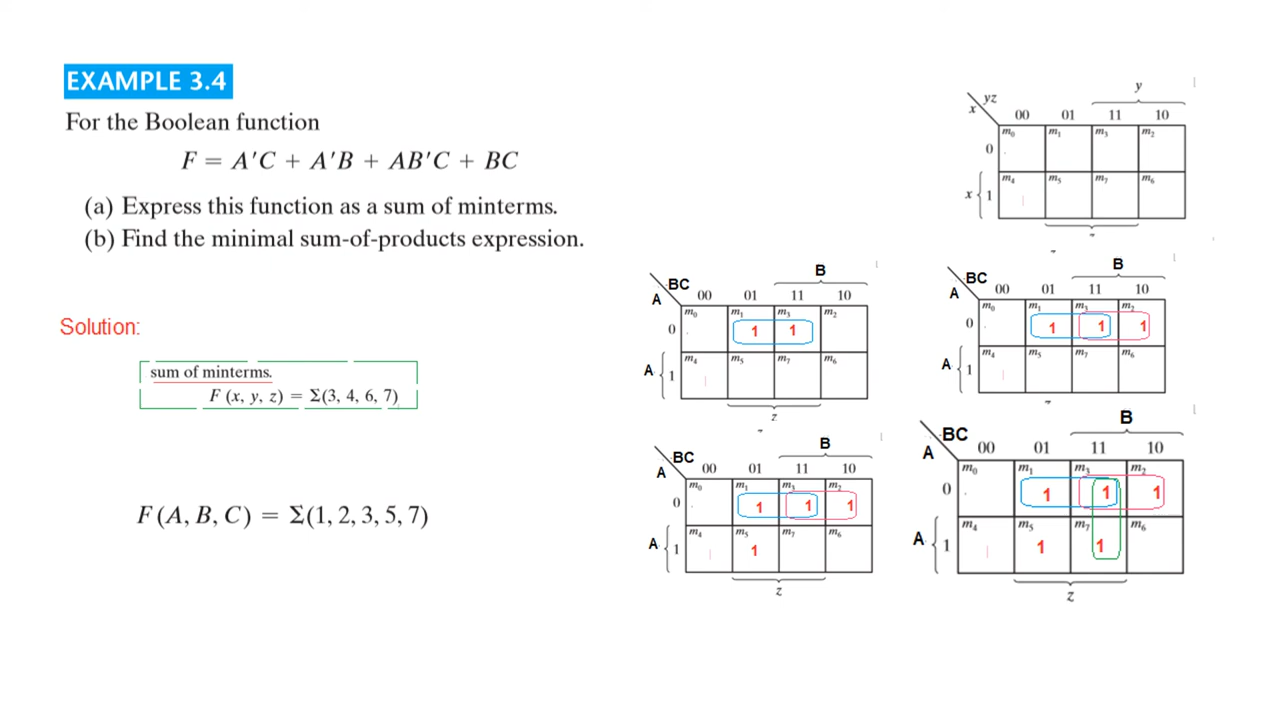 EXAMPLE 3.4
For the Boolean function
F = A′C + A′B + AB′C + BC
(a) Express this function as a sum of minterms.
(b) Find the minimal sum-of-products expression.
Solution:
sum of minterms.
F (x, y, z) = Σ(3, 4, 6, 7)
F (A, B, C) = Σ(1, 2, 3, 5, 7)
y
yz
x
00 01 11 10
m0 m1 m3 m2
0
m4 m5 m7 m6
x 1
B
BC
A
00 01 11 10
m0 m1 m3 m2
0 1 1
m4 m5 m7 m6
A 1
z
B
BC
A
00 01 11 10
m0 m1 m3 m2
0 1 1 1
m4 m5 m7 m6
A 1
B
BC
A
00 01 11 10
m0 m1 m3 m2
0 1 1 1
m4 m5 m7 m6
A 1 1
z
B
BC
A
00 01 11 10
m0 m1 m3 m2
0 1 1 1
m4 m5 m7 m6
A 1 1 1
z